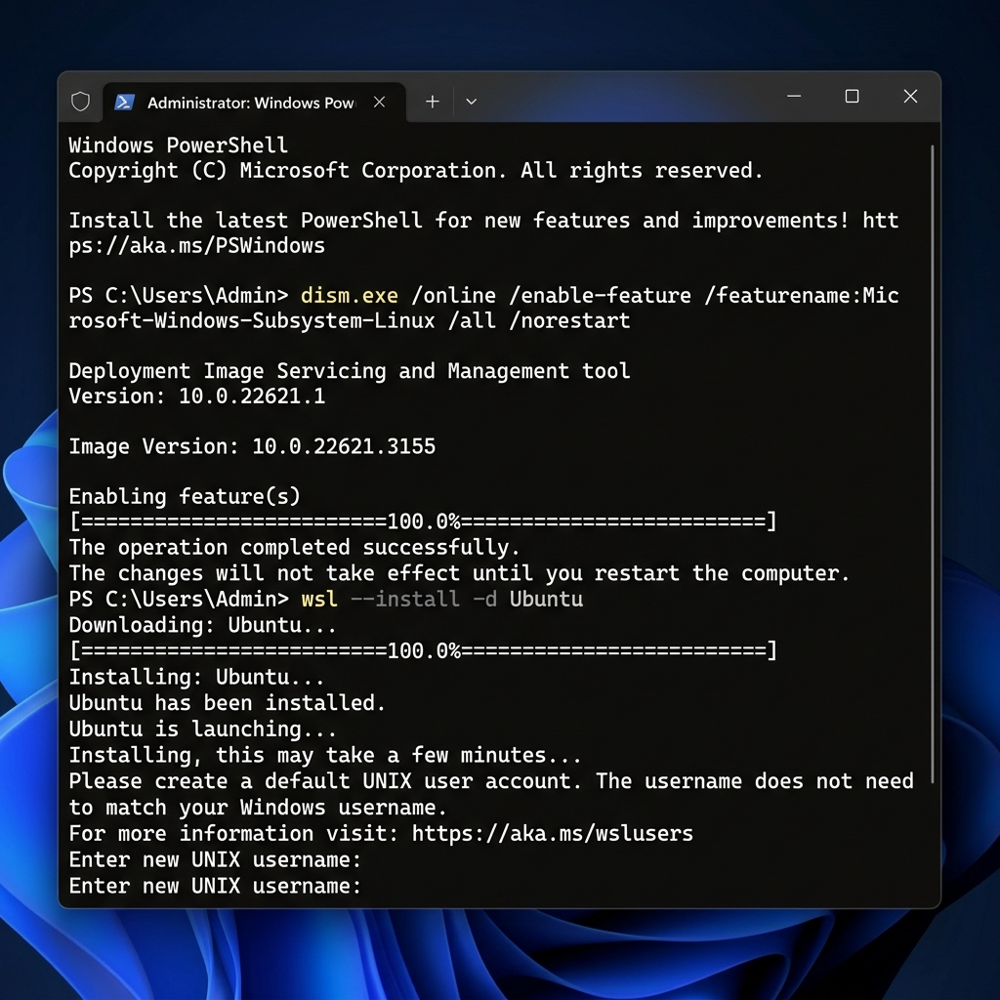 Administrator: Windows Pow
Windows PowerShell
Copyright (C) Microsoft Corporation. All rights reserved.
Install the latest PowerShell for new features and improvements! htt
ps://aka.ms/PSWindows
PS C:\Users\Admin> dism.exe /online /enable-feature /featurename:Mic
rosoft-Windows-Subsystem-Linux /all /norestart
Deployment Image Servicing and Management tool
Version: 10.0.22621.1
Image Version: 10.0.22621.3155
Enabling feature(s)
[=========================100.0%=========================]
The operation completed successfully.
The changes will not take effect until you restart the computer.
PS C:\Users\Admin> wsl --install -d Ubuntu
Downloading: Ubuntu...
[=========================100.0%=========================]
Installing: Ubuntu...
Ubuntu has been installed.
Ubuntu is launching...
Installing, this may take a few minutes...
Please create a default UNIX user account. The username does not need
to match your Windows username.
For more information visit: https://aka.ms/wslusers
Enter new UNIX username:
Enter new UNIX username: